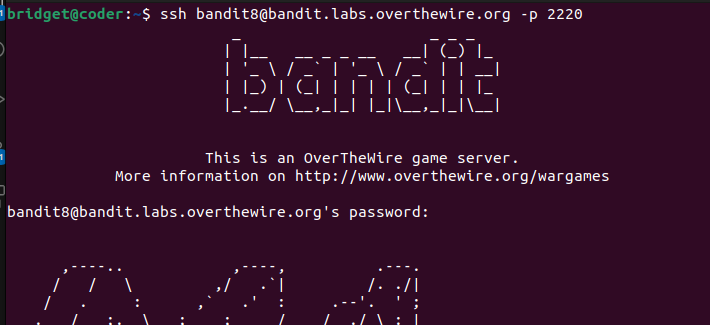 bridget@coder:~$ ssh bandit8@bandit.labs.overthewire.org -p 2220
bandit
This is an OverTheWire game server.
More information on http://www.overthewire.org/wargames
bandit8@bandit.labs.overthewire.org's password: